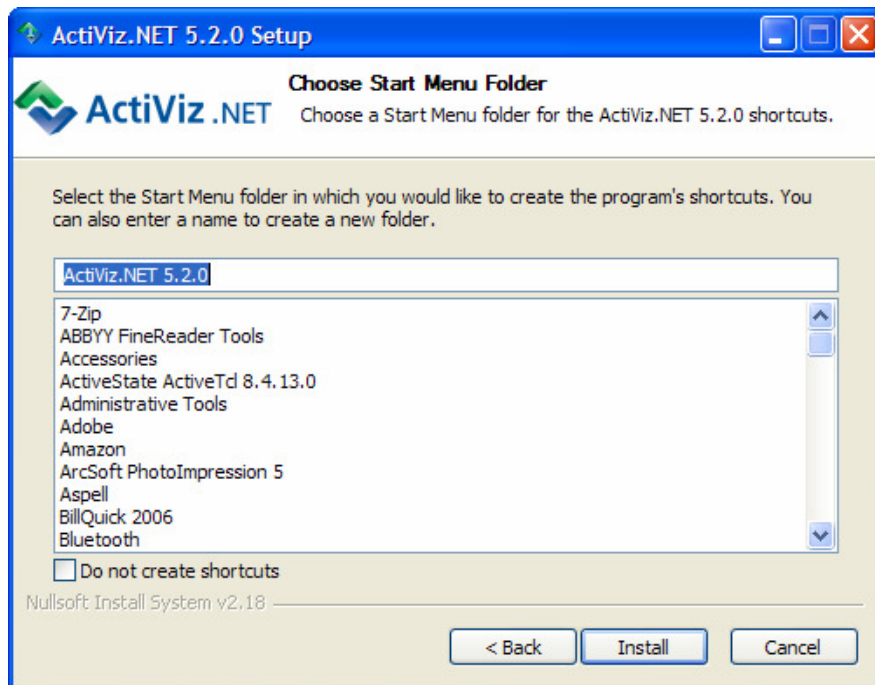 ActiViz.NET 5.2.0 Setup
ActiViz .NET
Choose Start Menu Folder
Choose a Start Menu folder for the ActiViz.NET 5.2.0 shortcuts.
Select the Start Menu folder in which you would like to create the program's shortcuts. You
can also enter a name to create a new folder.
ActiViz.NET 5.2.0
7-Zip
ABBYY FineReader Tools
Accessories
ActiveState ActiveTcl 8.4.13.0
Administrative Tools
Adobe
Amazon
ArcSoft PhotoImpression 5
Aspell
BillQuick 2006
Bluetooth
Do not create shortcuts
Nullsoft Install System v2.18
< Back
Install
Cancel